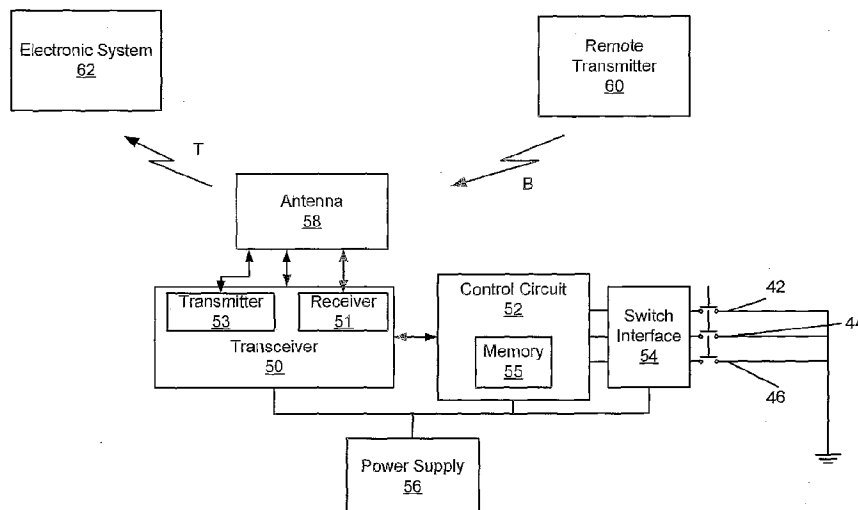 Electronic System
62
Remote
Transmitter
60
T
B
Antenna
58
Transmitter
53
Receiver
51
Transceiver
50
Control Circuit
52
Memory
55
Switch
Interface
54
42
44
46
Power Supply
56